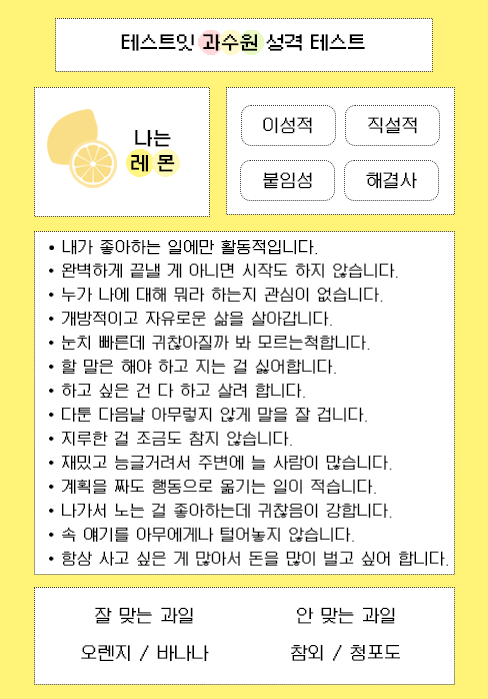 테스트잇 과수원 성격 테스트
나는
레몬
이성적 직설적
붙임성 해결사
• 내가 좋아하는 일에만 활동적입니다.
• 완벽하게 끝낼 게 아니면 시작도 하지 않습니다.
• 누가 나에 대해 뭐라 하는지 관심이 없습니다.
• 개방적이고 자유로운 삶을 살아갑니다.
• 눈치 빠른데 귀찮아질까 봐 모르는척합니다.
• 할 말은 해야 하고 지는 걸 싫어합니다.
• 하고 싶은 건 다 하고 살려 합니다.
• 다툰 다음날 아무렇지 않게 말을 잘 겁니다.
• 지루한 걸 조금도 참지 않습니다.
• 재밌고 능글거려서 주변에 늘 사람이 많습니다.
• 계획을 짜도 행동으로 옮기는 일이 적습니다.
• 나가서 노는 걸 좋아하는데 귀찮음이 강합니다.
• 속 얘기를 아무에게나 털어놓지 않습니다.
• 항상 사고 싶은 게 많아서 돈을 많이 벌고 싶어 합니다.
잘 맞는 과일 안 맞는 과일
오렌지 / 바나나 참외 / 청포도